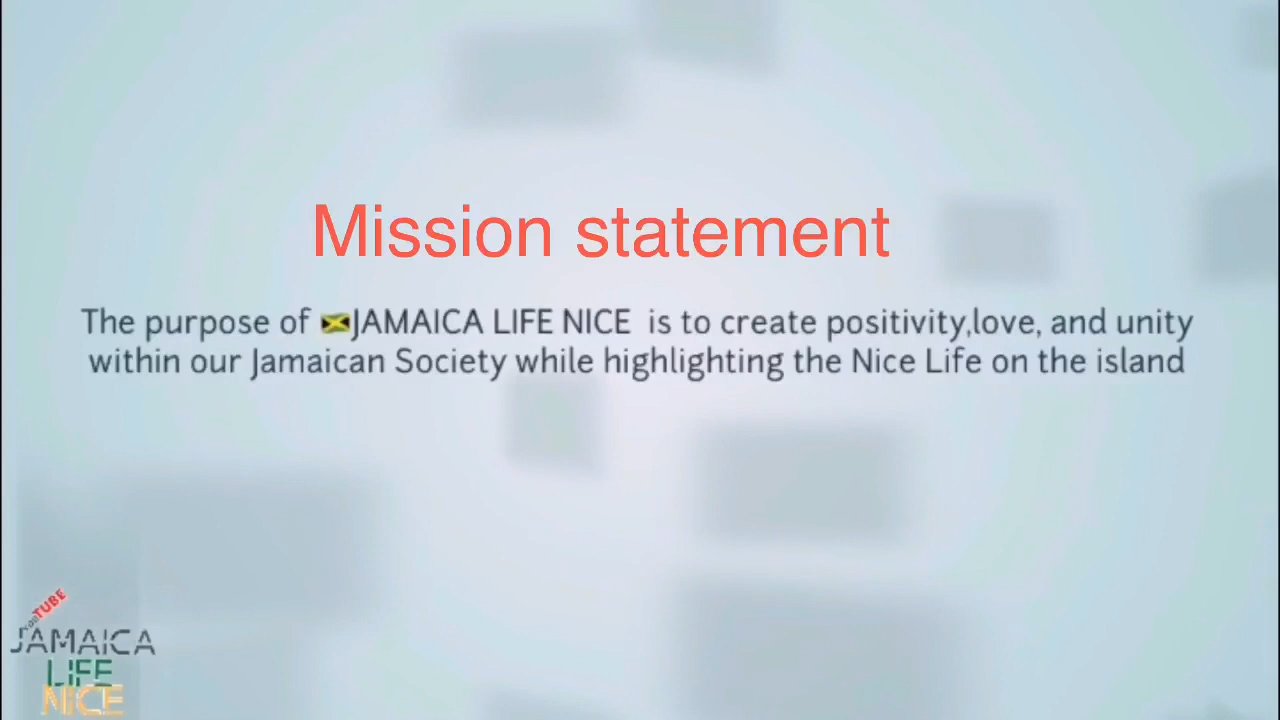 Mission statement
The purpose of 🇯🇲JAMAICA LIFE NICE is to create positivity,love, and unity
within our Jamaican Society while highlighting the Nice Life on the island
YouTUBE
JAMAICA
LIFE
NICE